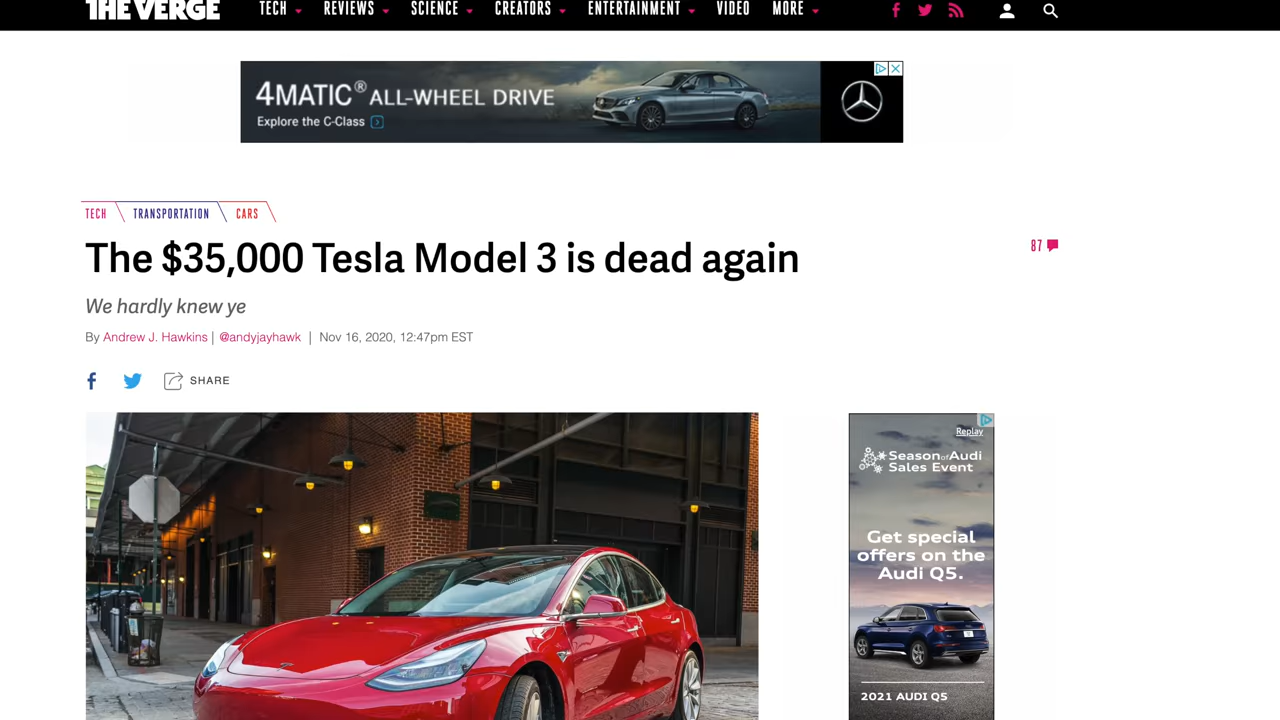 THE VERGE
TECH REVIEWS SCIENCE CREATORS ENTERTAINMENT VIDEO MORE
4MATIC® ALL-WHEEL DRIVE
Explore the C-Class
TECH TRANSPORTATION CARS
The $35,000 Tesla Model 3 is dead again
87
We hardly knew ye
By Andrew J. Hawkins | @andyjayhawk | Nov 16, 2020, 12:47pm EST
SHARE
Replay
Season of Audi
Sales Event
Get special
offers on the
Audi Q5.
2021 AUDI Q5